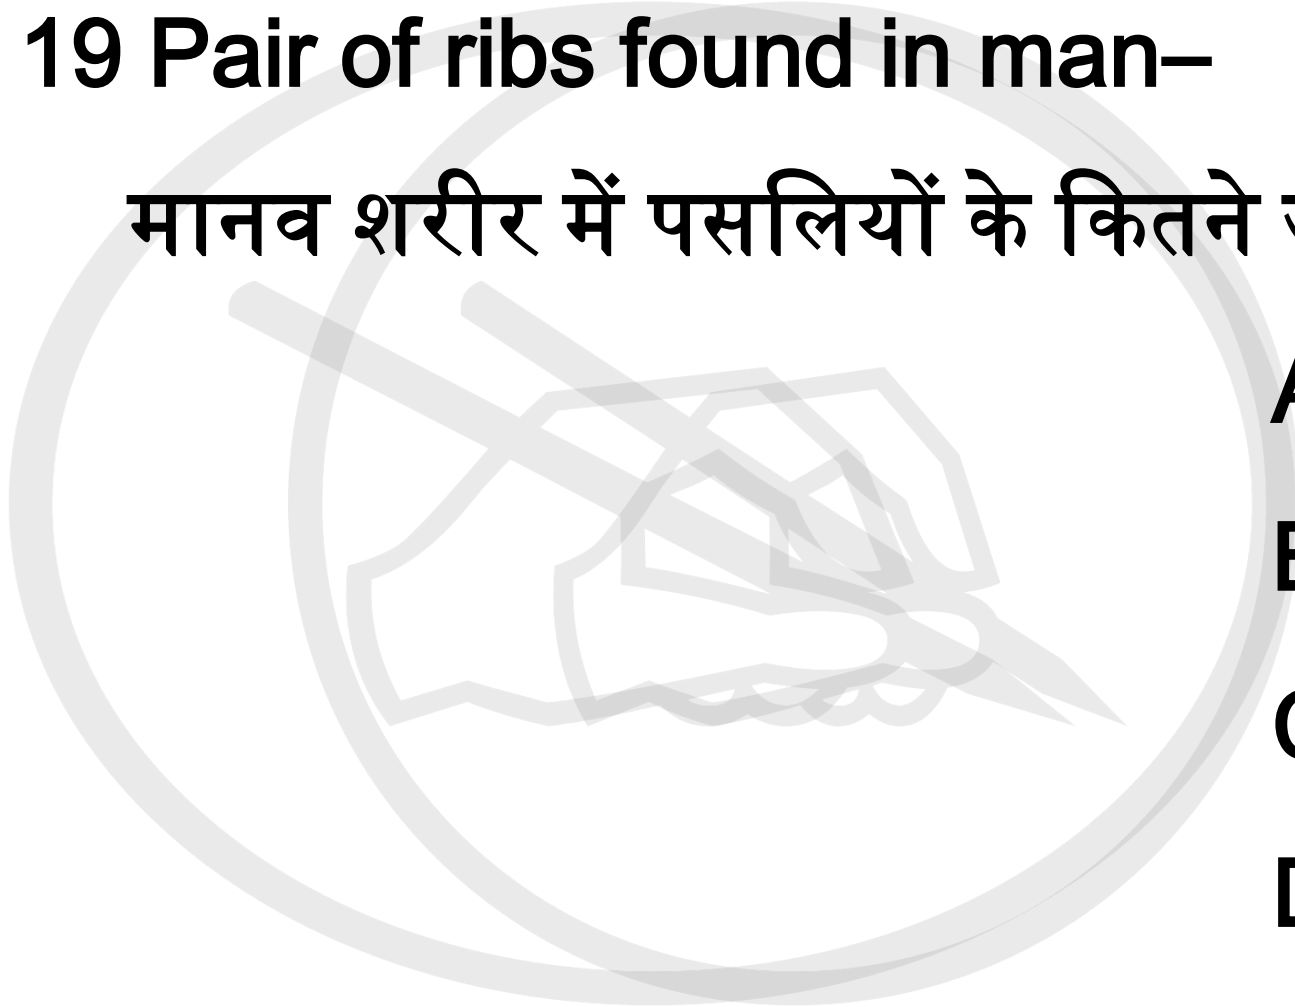 19 Pair of ribs found in man–
मानव शरीर में पसलियों के कितने